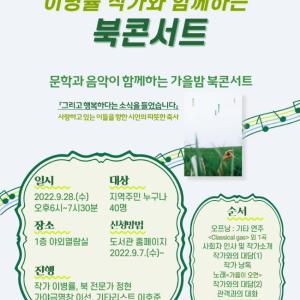 이병률 작가와 함께하는
북콘서트
문학과 음악이 함께하는 가을밤 북콘서트
「그리고 행복하다는 소식을 들었습니다」
사랑하고 있는 이들을 향한 시인의 따뜻한 축사
일시
2022.9.28.(수)
오후6시~7시30분
대상
지역주민 누구나
40명
장소
1층 야외열람실
신청방법
도서관 홈페이지
2022.9.7.(수)~
진행
작가 이병률, 북 전문가 정현
가야금명창 이선, 기타리스트 이호준
순서
오프닝 : 기타 연주
<Classical gas> 외 1곡
사회자 인사 및 작가소개
작가와의 대담(1)
작가 낭독
노래<가을이 오면>
작가와의 대담(2)
관객과의 대화